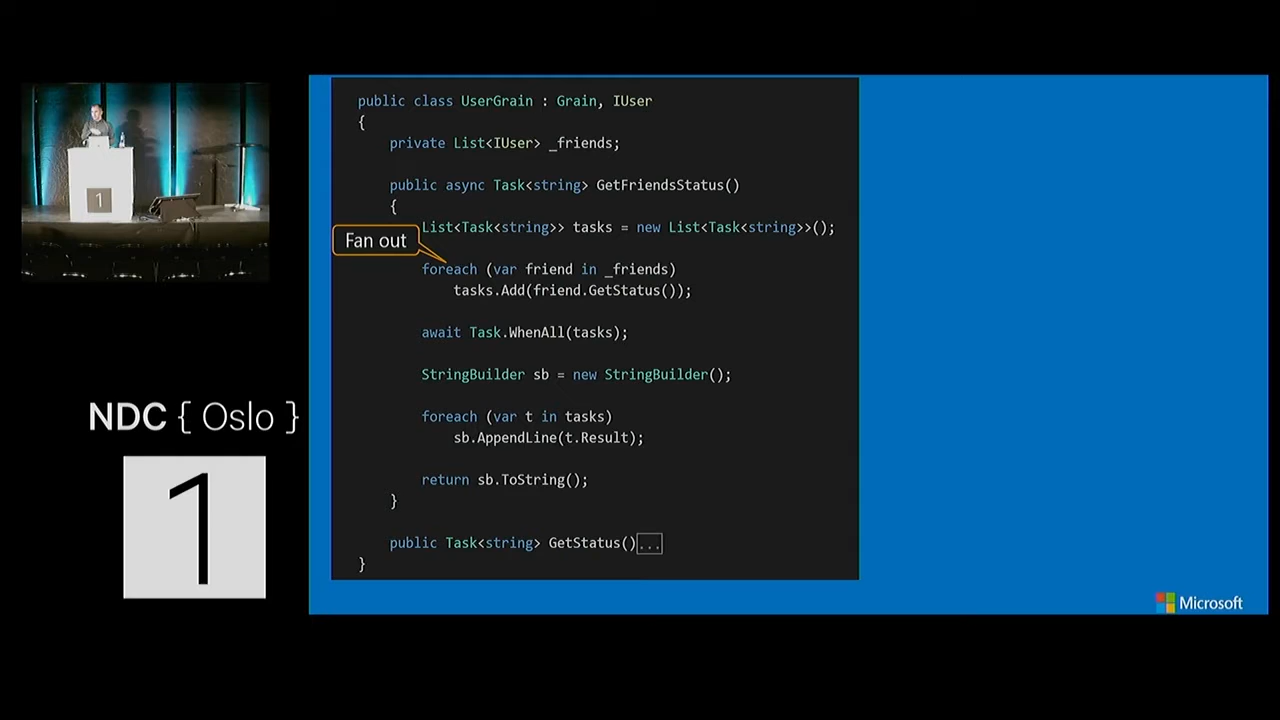 public class UserGrain : Grain, IUser
{
private List<IUser> _friends;
public async Task<string> GetFriendsStatus()
{
List<Task<string>> tasks = new List<Task<string>>();
Fan out
foreach (var friend in _friends)
tasks.Add(friend.GetStatus());
await Task.WhenAll(tasks);
StringBuilder sb = new StringBuilder();
foreach (var t in tasks)
sb.AppendLine(t.Result);
return sb.ToString();
}
public Task<string> GetStatus()...
}
1
NDC { Oslo }
1
Microsoft